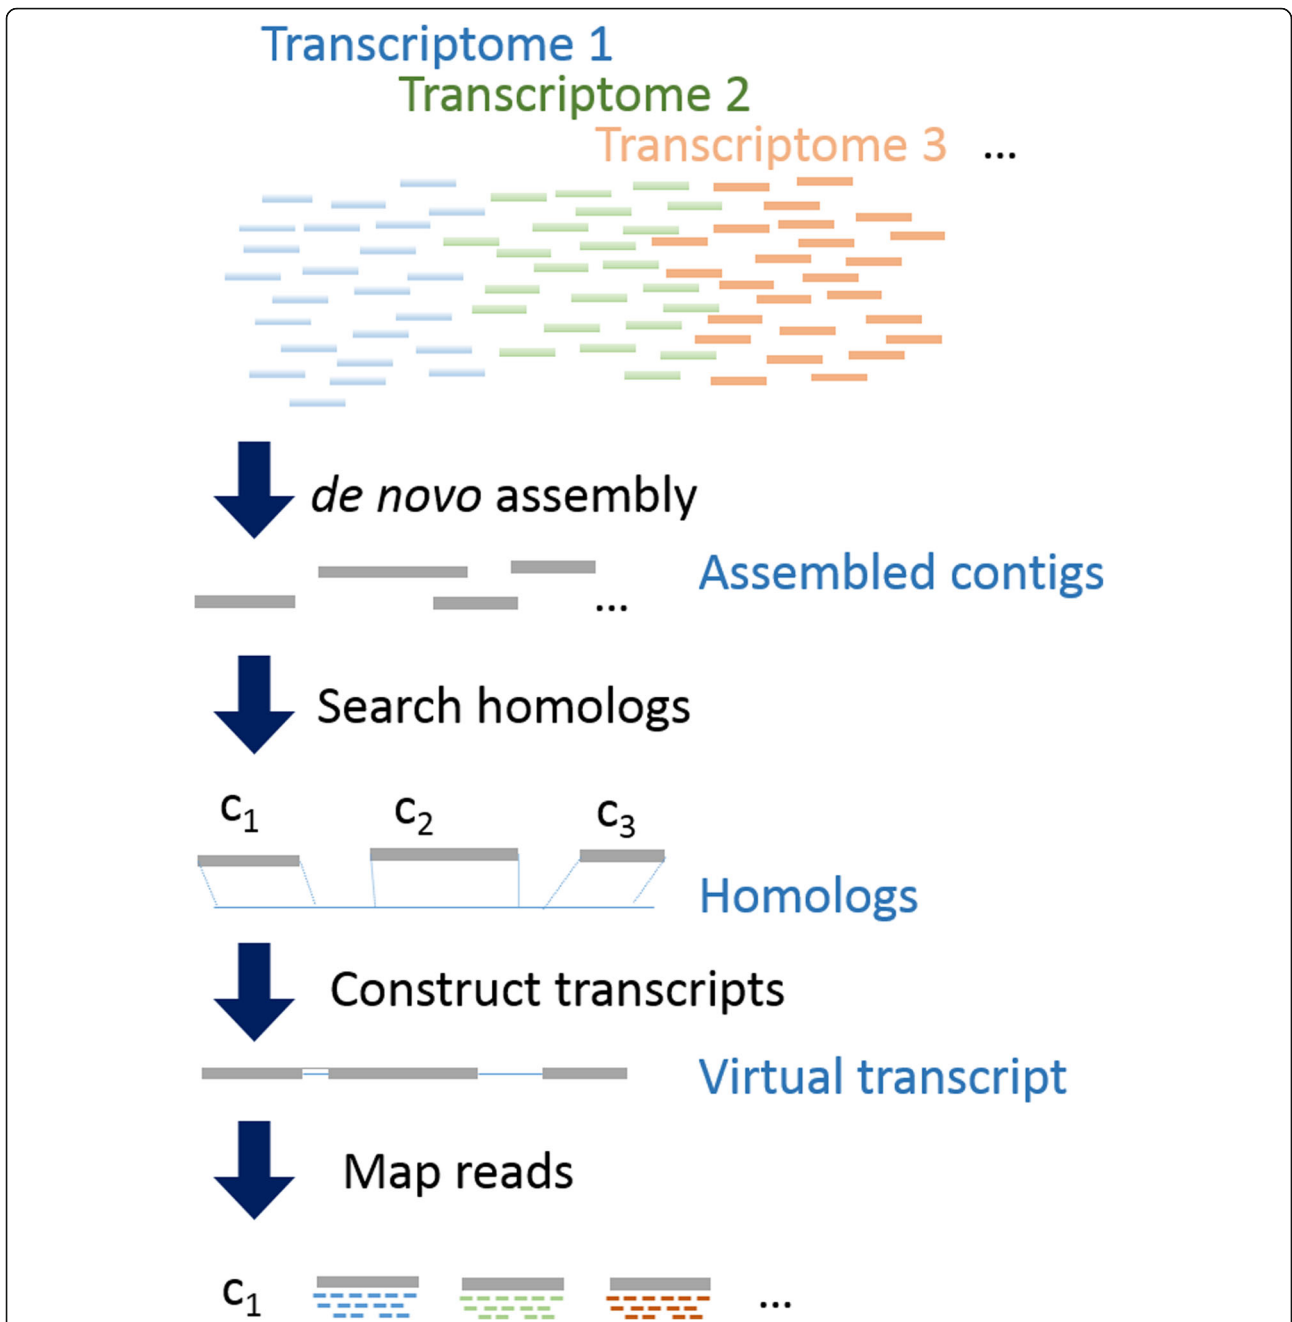 Transcriptome 1
Transcriptome 2
Transcriptome 3 ...
de novo assembly
Assembled contigs
...
Search homologs
c₁ c₂ c₃
Homologs
Construct transcripts
Virtual transcript
Map reads
c₁ ...